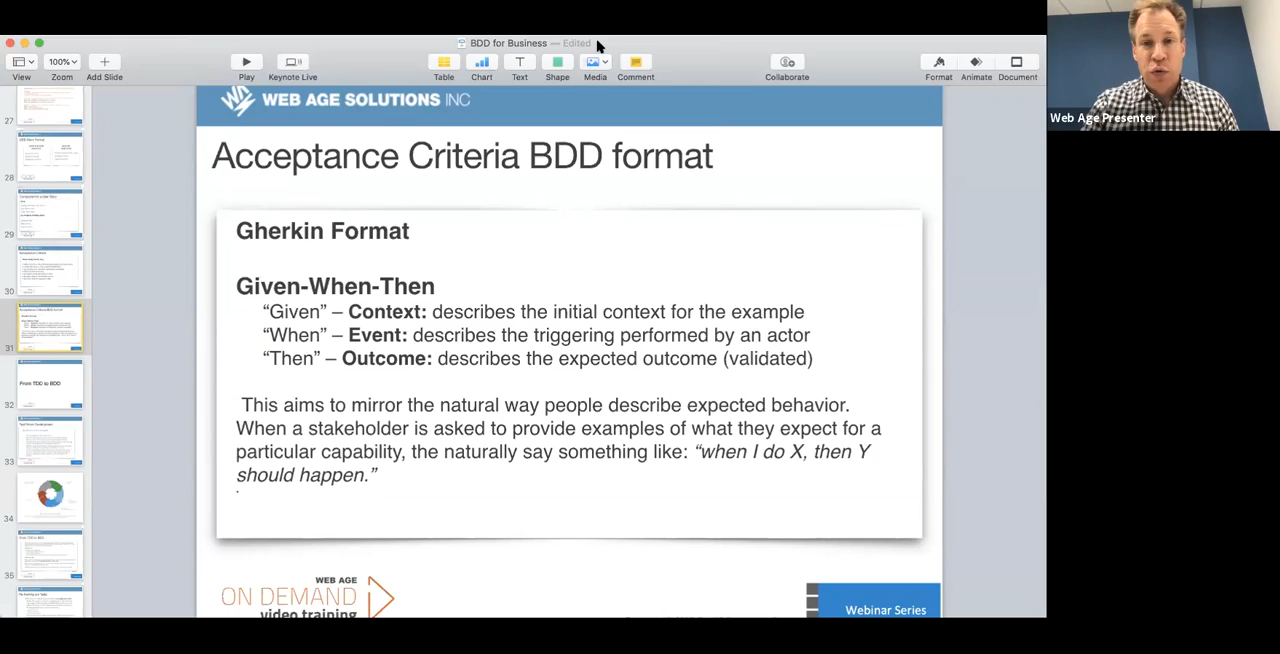 BDD for Business — Edited
View
100%
Zoom
Add Slide
Play
Keynote Live
Table
Chart
Text
Shape
Media
Comment
Collaborate
Format
Animate
Document
Web Age Presenter
27
28
29
30
31
32
33
34
35
From TDD to BDD
WEB AGE SOLUTIONS INC
Acceptance Criteria BDD format
Gherkin Format
Given-When-Then
“Given” – Context: describes the initial context for the example
“When” – Event: describes the triggering performed by an actor
“Then” – Outcome: describes the expected outcome (validated)
This aims to mirror the natural way people describe expected behavior.
When a stakeholder is asked to provide examples of what they expect for a
particular capability, the naturally say something like: “when I do X, then Y
should happen.”
.
WEB AGE
ON DEMAND
video training
Webinar Series